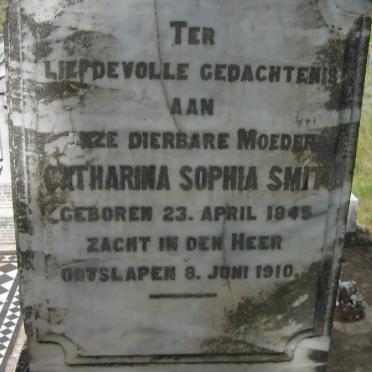 TER
LIEFDEVOLLE GEDACHTENIS
AAN
ONZE DIERBARE MOEDER
CATHARINA SOPHIA SMIT
GEBOREN 23. APRIL 1845
ZACHT IN DEN HEER
ONTSLAPEN 8. JUNI 1910.